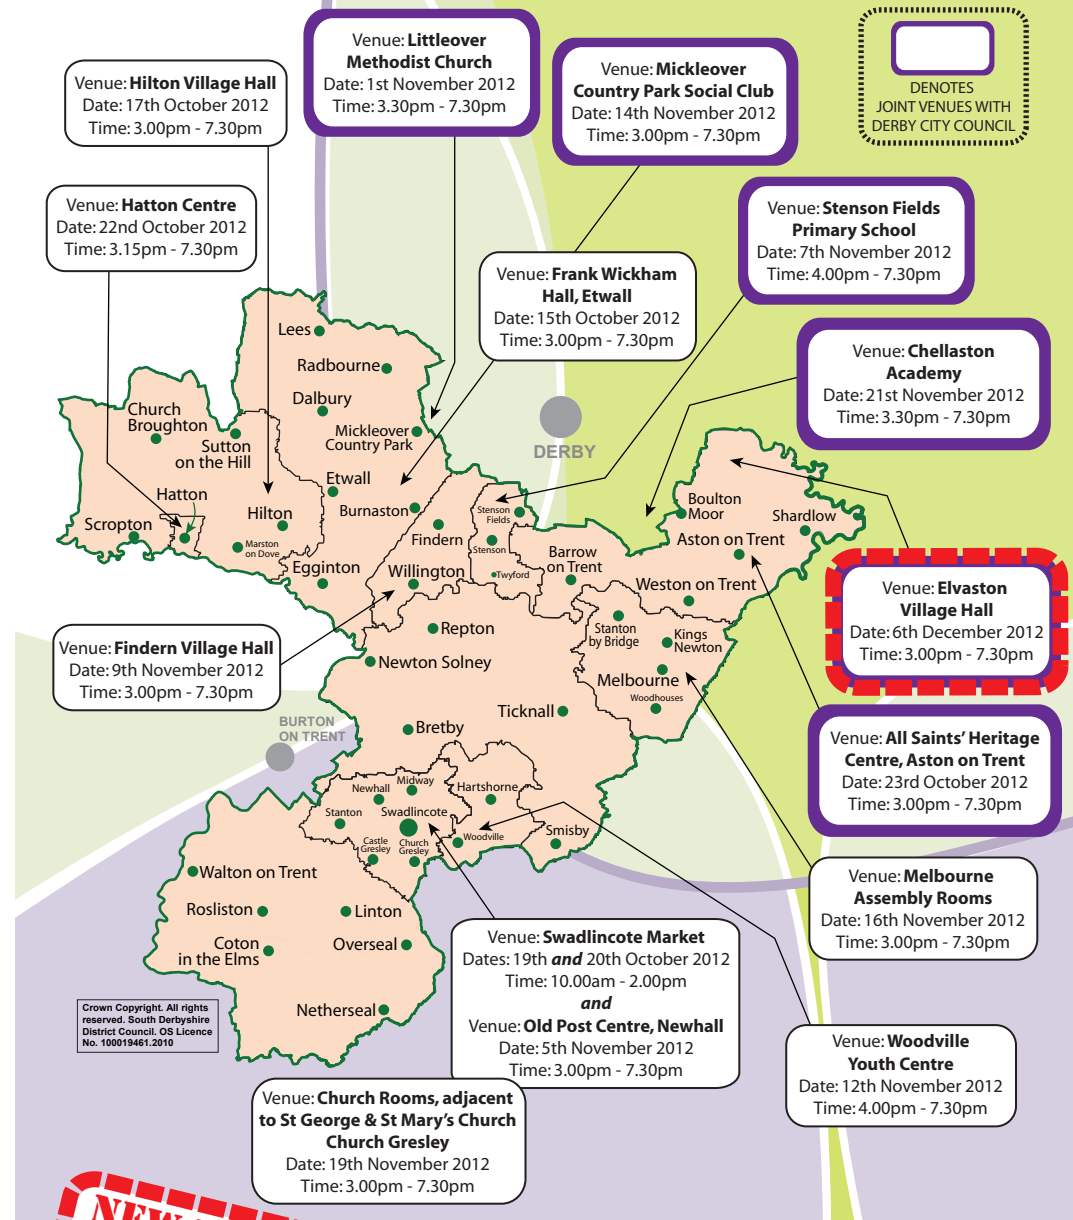 Venue: Littleover
Methodist Church
Date: 1st November 2012
Time: 3.30pm - 7.30pm
Venue: Hilton Village Hall
Date: 17th October 2012
Time: 3.00pm - 7.30pm
Venue: Mickleover
Country Park Social Club
Date: 14th November 2012
Time: 3.00pm - 7.30pm
DENOTES
JOINT VENUES WITH
DERBY CITY COUNCIL
Venue: Hatton Centre
Date: 22nd October 2012
Time: 3.15pm - 7.30pm
Venue: Stenson Fields
Primary School
Date: 7th November 2012
Time: 4.00pm - 7.30pm
Venue: Frank Wickham
Hall, Etwall
Date: 15th October 2012
Time: 3.00pm - 7.30pm
Venue: Chellaston
Academy
Date: 21st November 2012
Time: 3.30pm - 7.30pm
Lees
Radbourne
Dalbury
Church
Broughton
Sutton
on the Hill
Mickleover
Country Park
DERBY
Etwall
Hatton
Burnaston
Hilton
Scropton
Marston
on Dove
Egginton
Findern
Stenson
Fields
Stenson
Twyford
Willington
Barrow
on Trent
Boulton
Moor
Shardlow
Aston on Trent
Weston on Trent
Venue: Elvaston
Village Hall
Date: 6th December 2012
Time: 3.00pm - 7.30pm
Repton
Stanton
by Bridge
Kings
Newton
Venue: Findern Village Hall
Date: 9th November 2012
Time: 3.00pm - 7.30pm
Newton Solney
Melbourne
Woodhouses
Ticknall
Bretby
BURTON
ON TRENT
Venue: All Saints' Heritage
Centre, Aston on Trent
Date: 23rd October 2012
Time: 3.00pm - 7.30pm
Midway
Newhall
Hartshorne
Stanton
Swadlincote
Castle
Gresley
Church
Gresley
Woodville
Smisby
Walton on Trent
Rosliston
Linton
Coton
in the Elms
Overseal
Netherseal
Venue: Melbourne
Assembly Rooms
Date: 16th November 2012
Time: 3.00pm - 7.30pm
Venue: Swadlincote Market
Dates: 19th and 20th October 2012
Time: 10.00am - 2.00pm
and
Venue: Old Post Centre, Newhall
Date: 5th November 2012
Time: 3.00pm - 7.30pm
Crown Copyright. All rights
reserved. South Derbyshire
District Council. OS Licence
No. 100019461.2010
Venue: Woodville
Youth Centre
Date: 12th November 2012
Time: 4.00pm - 7.30pm
Venue: Church Rooms, adjacent
to St George & St Mary's Church
Church Gresley
Date: 19th November 2012
Time: 3.00pm - 7.30pm
NEW